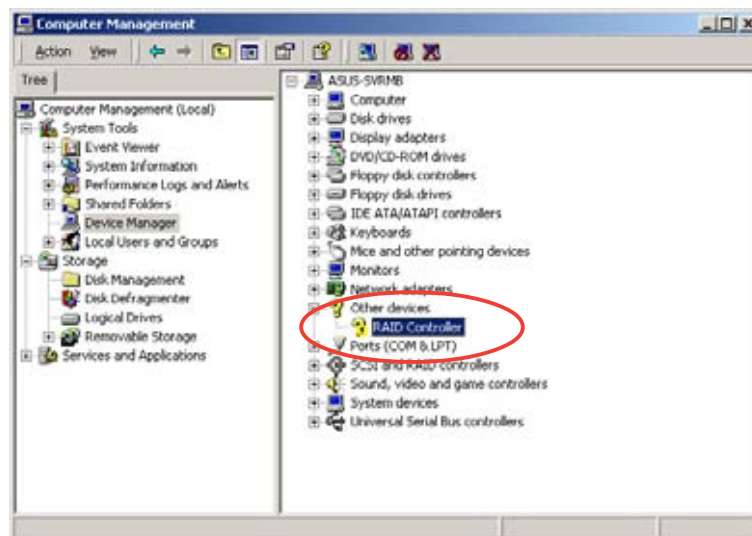 Computer Management
Action View
Tree
Computer Management (Local)
System Tools
Event Viewer
System Information
Performance Logs and Alerts
Shared Folders
Device Manager
Local Users and Groups
Storage
Disk Management
Disk Defragmenter
Logical Drives
Removable Storage
Services and Applications
ASUS-SVRMB
Computer
Disk drives
Display adapters
DVD/CD-ROM drives
Floppy disk controllers
Floppy disk drives
IDE ATA/ATAPI controllers
Keyboards
Mice and other pointing devices
Monitors
Network adapters
Other devices
RAID Controller
Ports (COM & LPT)
SCSI and RAID controllers
Sound, video and game controllers
System devices
Universal Serial Bus controllers